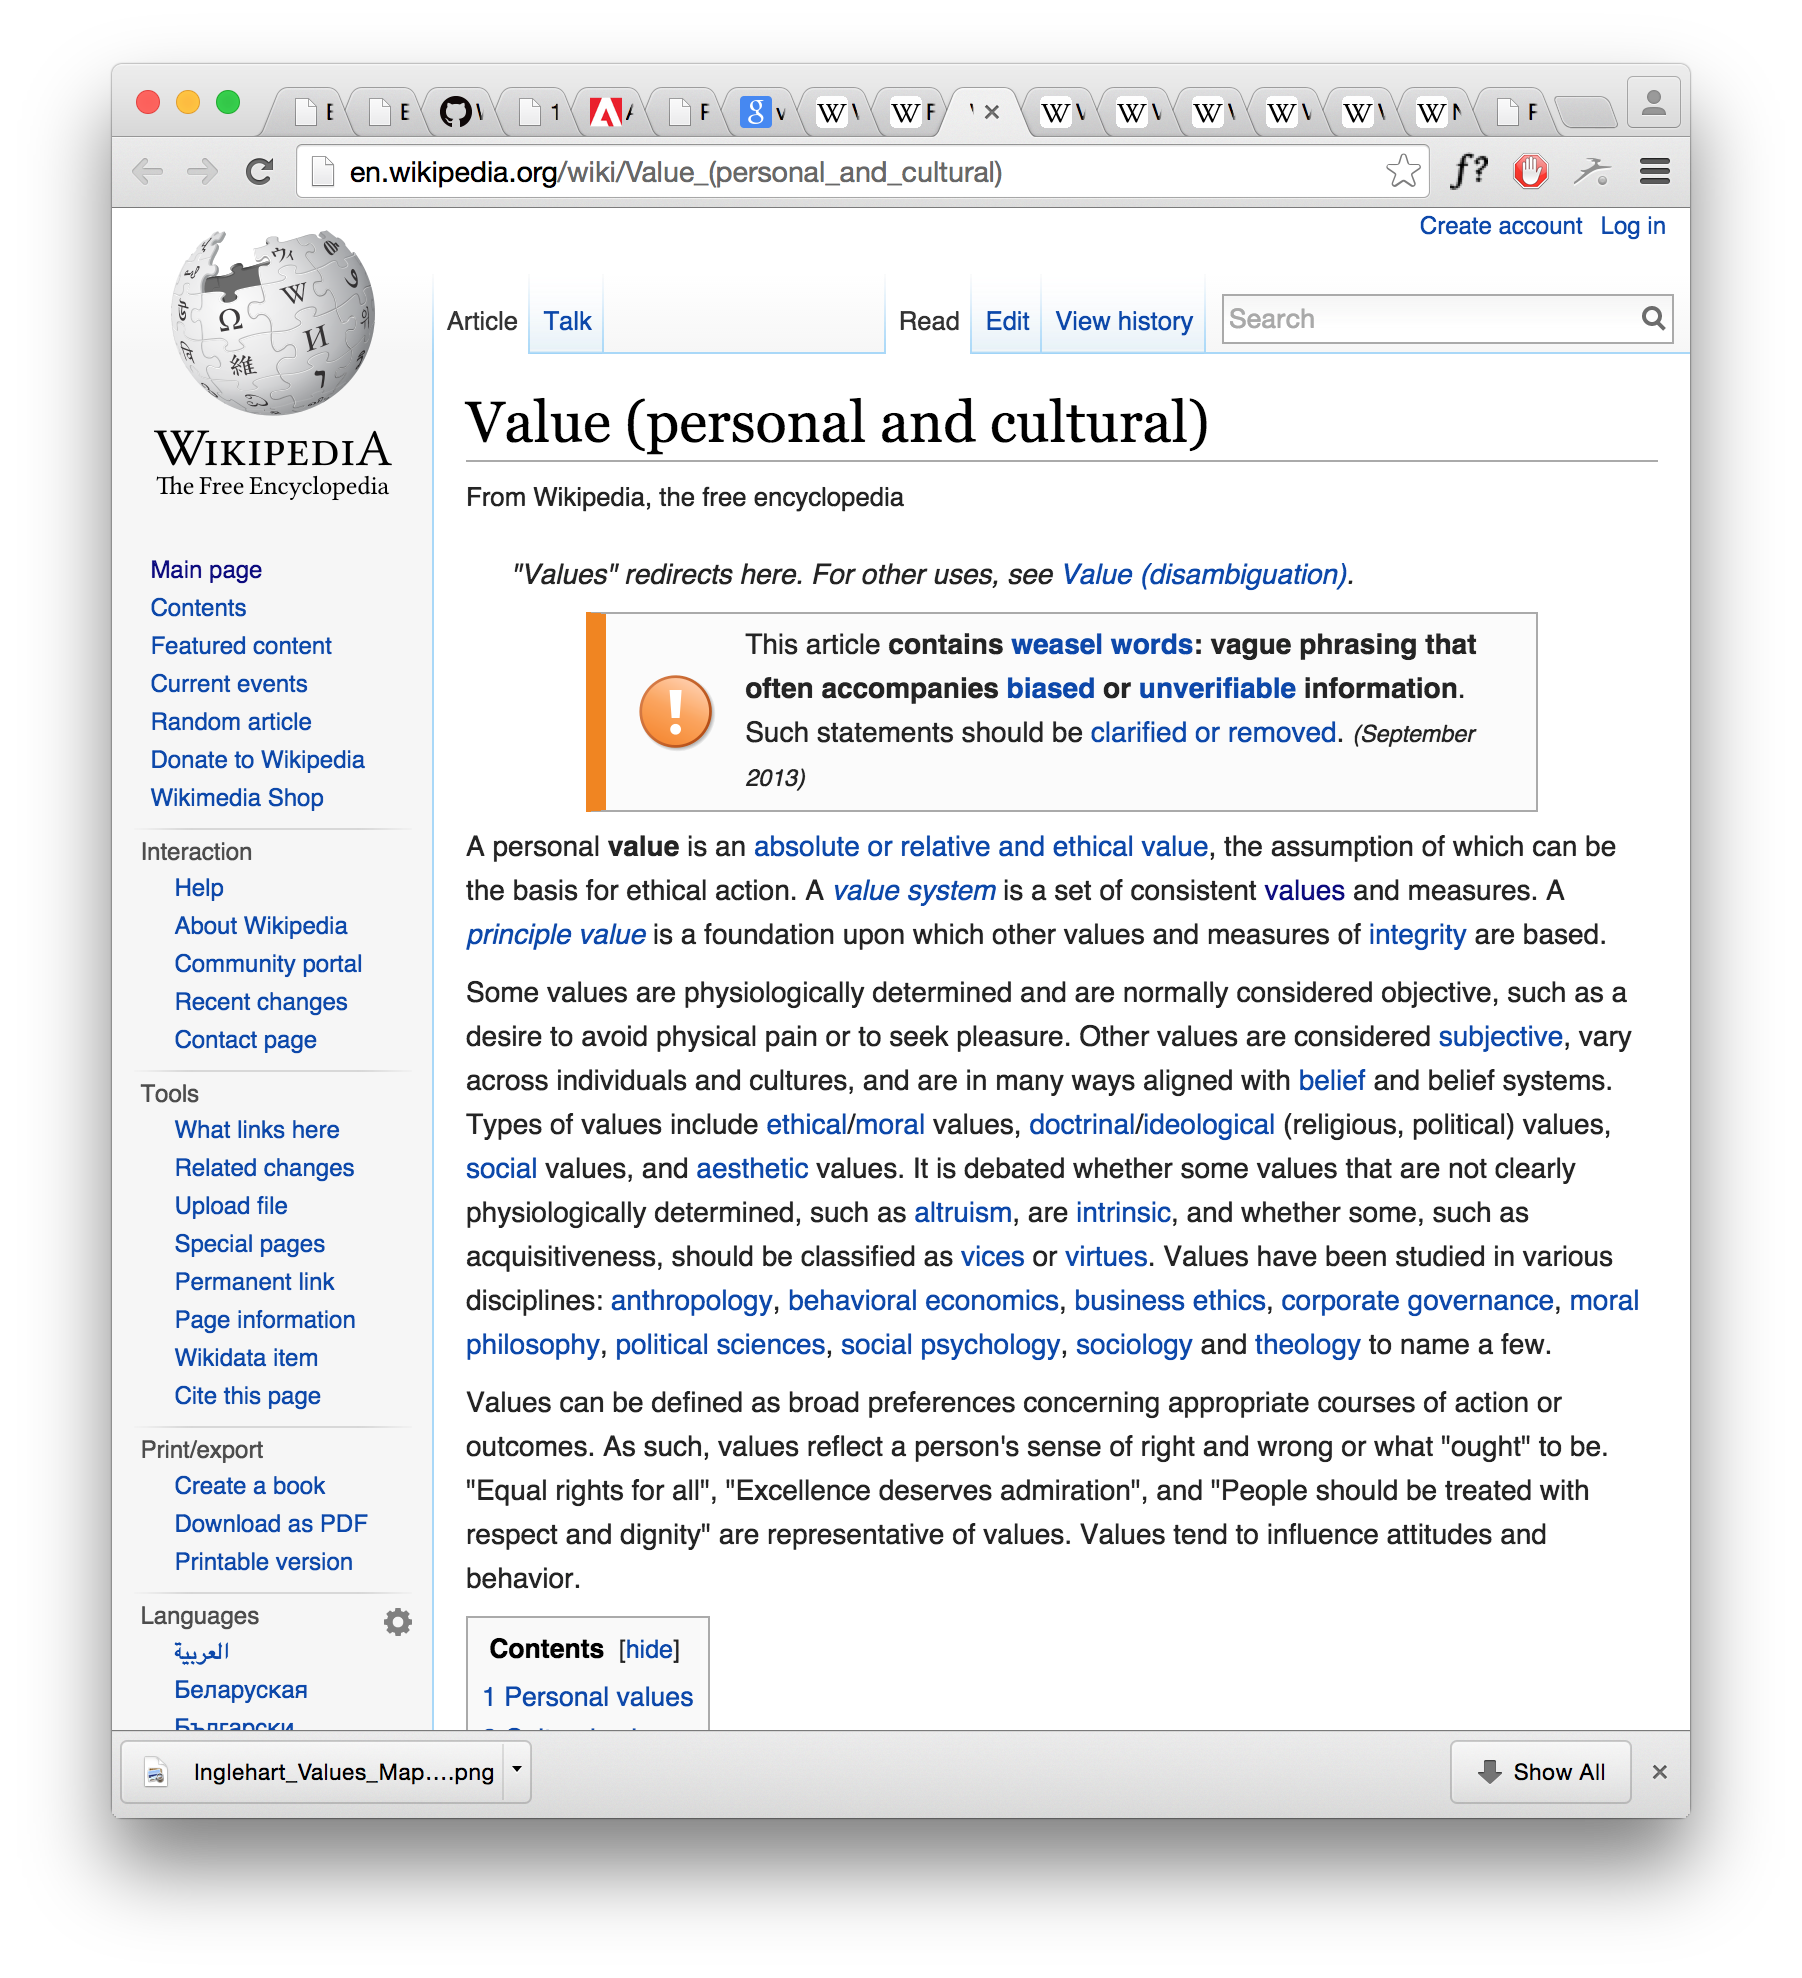 en.wikipedia.org/wiki/Value_(personal_and_cultural)
f?
Create account Log in
Article Talk Read Edit View history Search
WIKIPEDIA
The Free Encyclopedia
Main page
Contents
Featured content
Current events
Random article
Donate to Wikipedia
Wikimedia Shop
Interaction
Help
About Wikipedia
Community portal
Recent changes
Contact page
Tools
What links here
Related changes
Upload file
Special pages
Permanent link
Page information
Wikidata item
Cite this page
Print/export
Create a book
Download as PDF
Printable version
Languages
العربية
Беларуская
Български
Value (personal and cultural)
From Wikipedia, the free encyclopedia
"Values" redirects here. For other uses, see Value (disambiguation).
This article contains weasel words: vague phrasing that
often accompanies biased or unverifiable information.
Such statements should be clarified or removed. (September
2013)
A personal value is an absolute or relative and ethical value, the assumption of which can be
the basis for ethical action. A value system is a set of consistent values and measures. A
principle value is a foundation upon which other values and measures of integrity are based.
Some values are physiologically determined and are normally considered objective, such as a
desire to avoid physical pain or to seek pleasure. Other values are considered subjective, vary
across individuals and cultures, and are in many ways aligned with belief and belief systems.
Types of values include ethical/moral values, doctrinal/ideological (religious, political) values,
social values, and aesthetic values. It is debated whether some values that are not clearly
physiologically determined, such as altruism, are intrinsic, and whether some, such as
acquisitiveness, should be classified as vices or virtues. Values have been studied in various
disciplines: anthropology, behavioral economics, business ethics, corporate governance, moral
philosophy, political sciences, social psychology, sociology and theology to name a few.
Values can be defined as broad preferences concerning appropriate courses of action or
outcomes. As such, values reflect a person's sense of right and wrong or what "ought" to be.
"Equal rights for all", "Excellence deserves admiration", and "People should be treated with
respect and dignity" are representative of values. Values tend to influence attitudes and
behavior.
Contents [hide]
1 Personal values
Inglehart_Values_Map....png
Show All